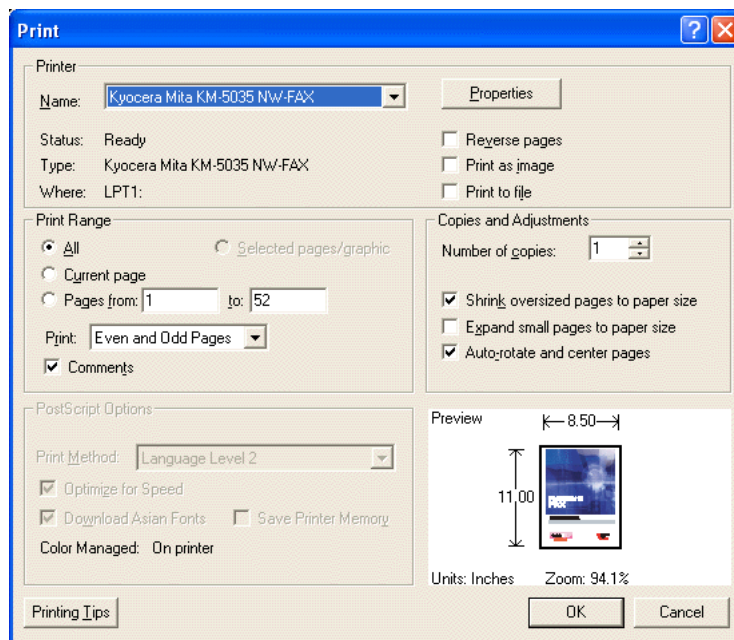 Print
Printer
Name: Kyocera Mita KM-5035 NW-FAX
Properties
Status: Ready
Type: Kyocera Mita KM-5035 NW-FAX
Where: LPT1:
Reverse pages
Print as image
Print to file
Print Range
All
Selected pages/graphic
Current page
Pages from: 1 to: 52
Print: Even and Odd Pages
Comments
Copies and Adjustments
Number of copies: 1
Shrink oversized pages to paper size
Expand small pages to paper size
Auto-rotate and center pages
PostScript Options
Print Method: Language Level 2
Optimize for Speed
Download Asian Fonts
Save Printer Memory
Color Managed: On printer
Preview
8.50
11.00
Units: Inches Zoom: 94.1%
Printing Tips
OK
Cancel